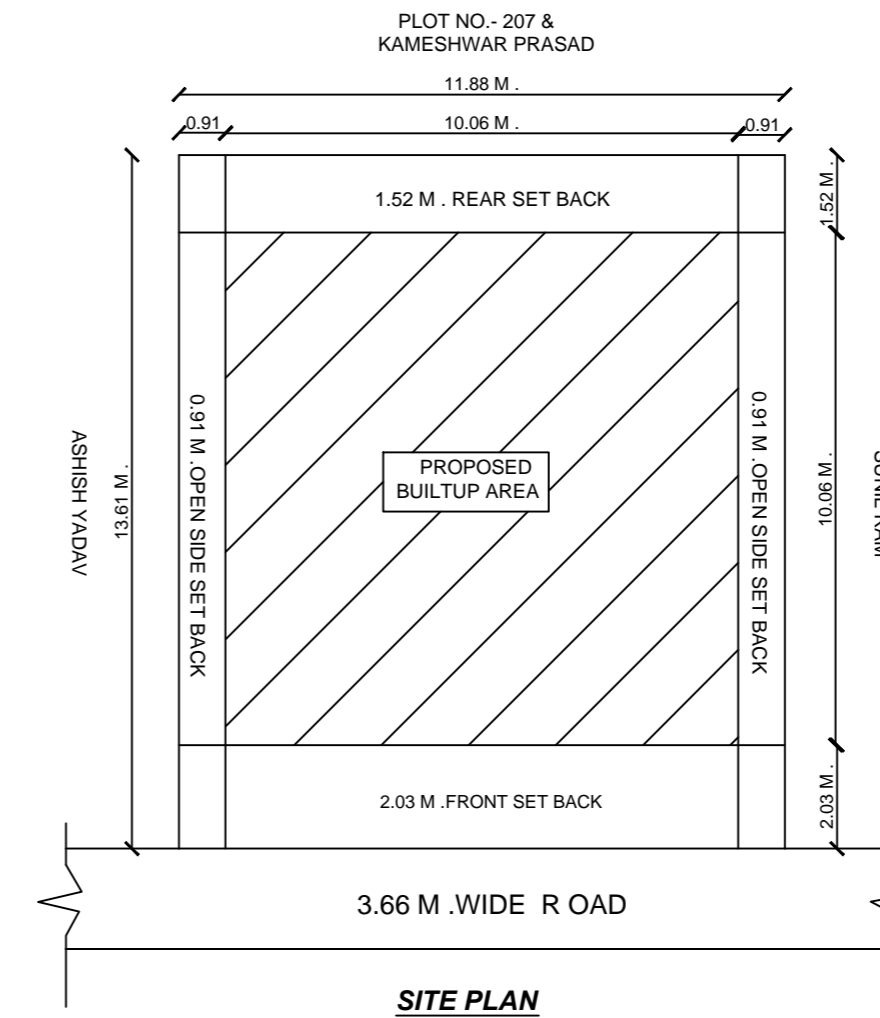 PLOT NO.- 207 &
KAMESHWAR PRASAD
11.88 M .
0.91
10.06 M .
0.91
1.52 M . REAR SET BACK
1.52 M .
ASHISH YADAV
13.61 M .
0.91 M .OPEN SIDE SET BACK
PROPOSED
BUILTUP AREA
0.91 M .OPEN SIDE SET BACK
10.06 M .
2.03 M .FRONT SET BACK
2.03 M .
3.66 M .WIDE R OAD
SITE PLAN